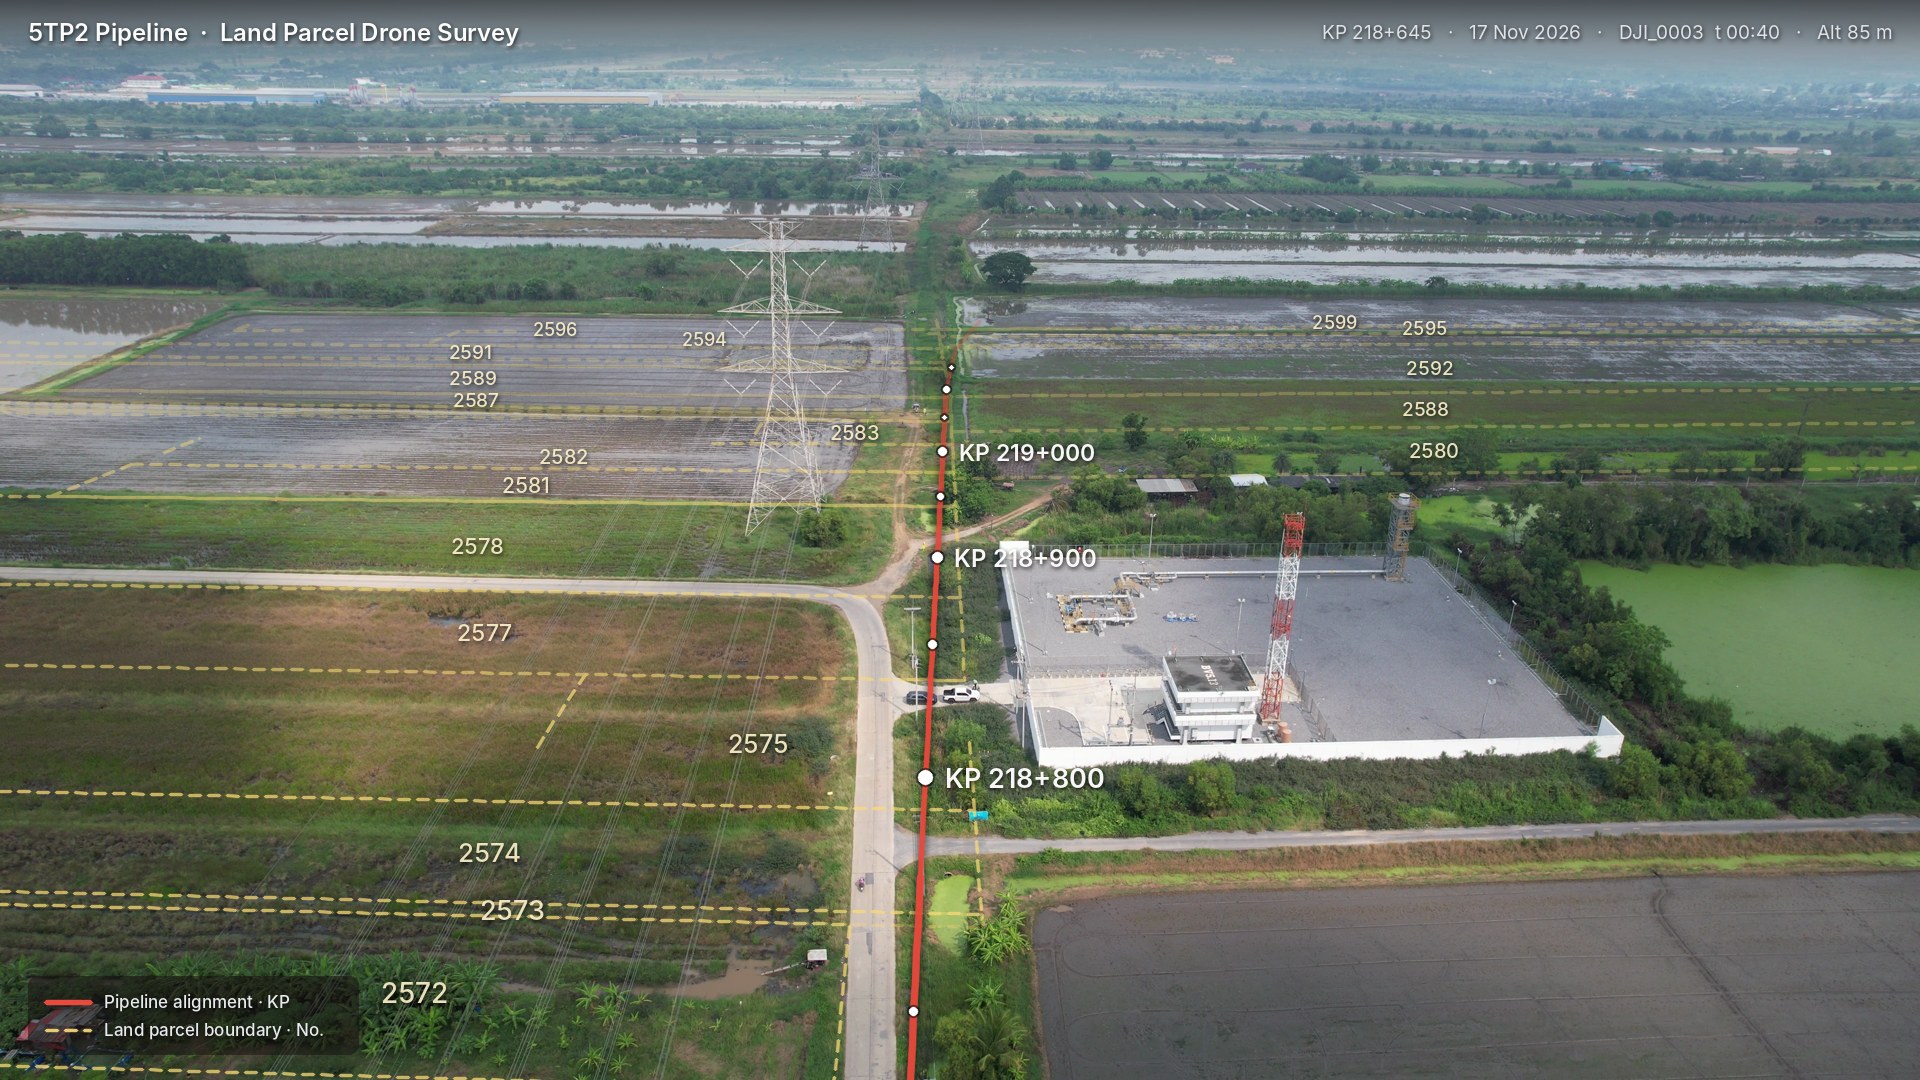 5TP2 Pipeline · Land Parcel Drone Survey
KP 218+645 · 17 Nov 2026 · DJI_0003 t 00:40 · Alt 85 m
2599
2595
2596
2594
2591
2592
2589
2587
2588
2583
2580
KP 219+000
2582
2581
2578
KP 218+900
2577
2575
KP 218+800
2574
2573
2572
Pipeline alignment · KP
Land parcel boundary · No.